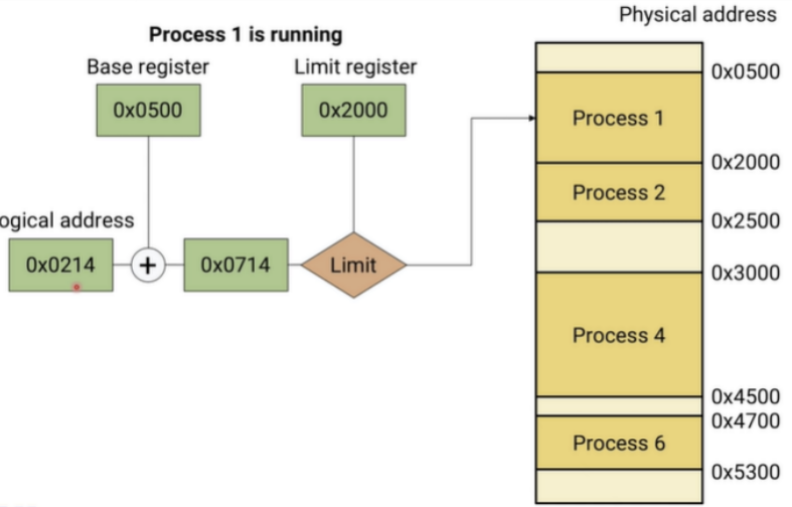 Physical address
Process 1 is running
Base register
Limit register
0x0500
0x2000
ogical address
0x0214
+
0x0714
Limit
0x0500
Process 1
0x2000
Process 2
0x2500
0x3000
Process 4
0x4500
0x4700
Process 6
0x5300